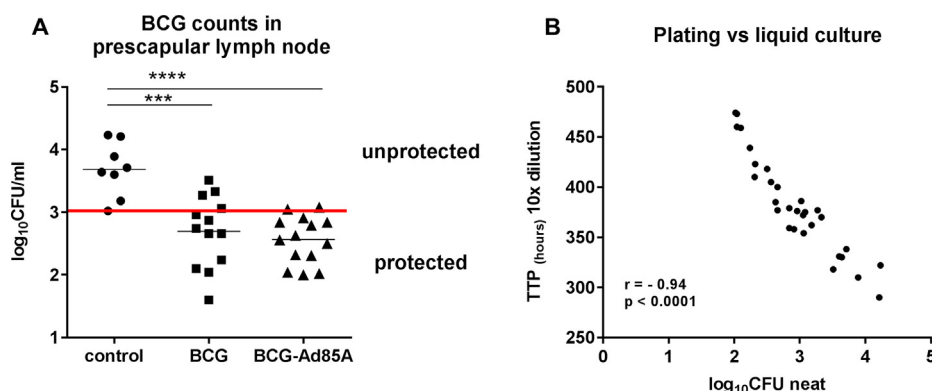 A
BCG counts in
prescapular lymph node
****
***
5
4
3
2
1
log10CFU/ml
control
BCG
BCG-Ad85A
unprotected
protected
B
Plating vs liquid culture
500
450
400
350
300
250
TTP (hours) 10x dilution
r = - 0.94
p < 0.0001
0
1
2
3
4
5
log10CFU neat